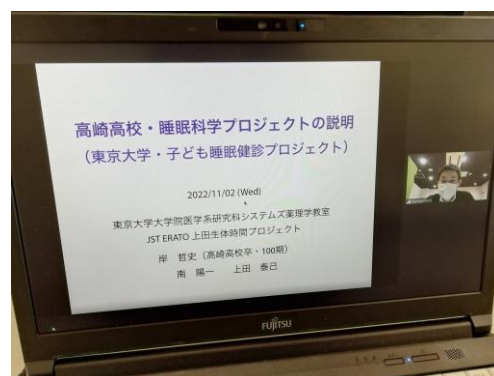 高崎高校・睡眠科学プロジェクトの説明
（東京大学・子ども睡眠健診プロジェクト）
2022/11/02 (Wed)
東京大学大学院医学系研究科システムズ薬理学教室
JST ERATO 上田生体時間プロジェクト
岸　哲史（高崎高校卒・100期）
南　陽一　　上田　泰己
FUJITSU